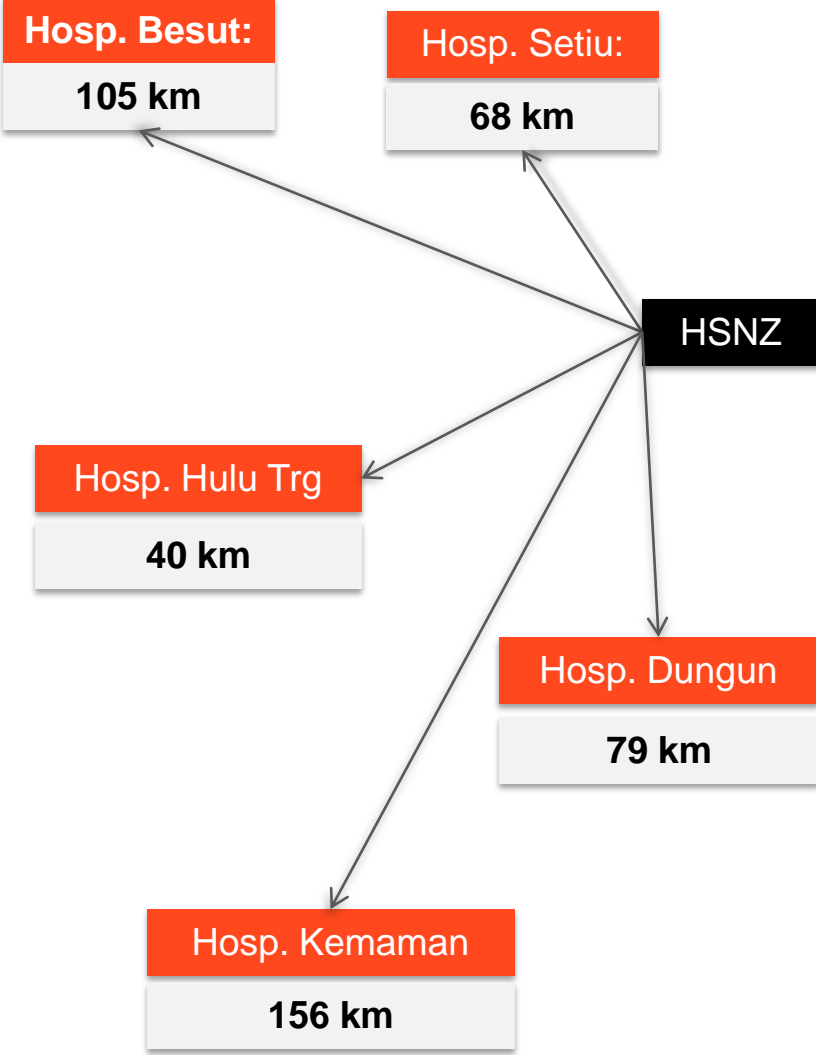 Hosp. Besut:
105 km
Hosp. Setiu:
68 km
HSNZ
Hosp. Hulu Trg
40 km
Hosp. Dungun
79 km
Hosp. Kemaman
156 km